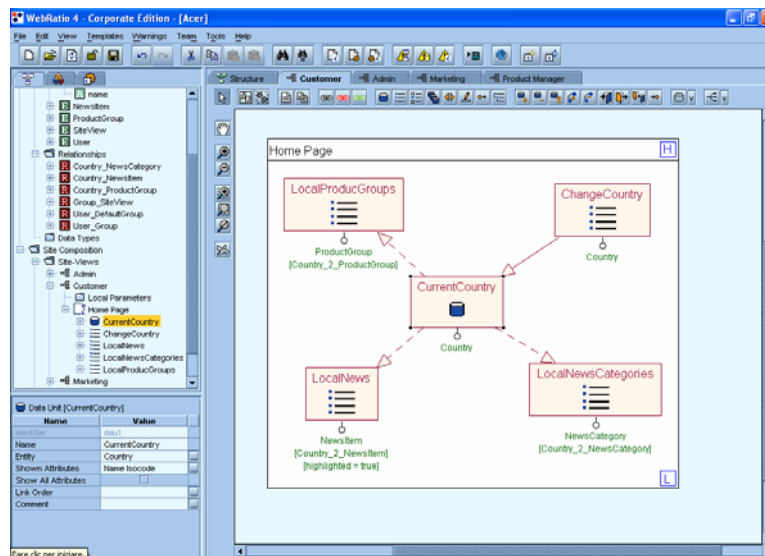 WebRatio 4 - Corporate Edition - [Acer]
File Edit View Templates Warnings Team Tools Help
Structure Customer Admin Marketing Product Manager
name
NewsItem
ProductGroup
SiteView
User
Relationships
Country_NewsCategory
Country_NewsItem
Country_ProductGroup
Group_SiteView
User_DefaultGroup
User_Group
Data Types
Site Composition
Site-Views
Admin
Customer
Local Parameters
Home Page
CurrentCountry
ChangeCountry
LocalNews
LocalNewsCategories
LocalProducGroups
Marketing
Data Unit [CurrentCountry]
Name Value
Identifier dau1
Name CurrentCountry
Entity Country
Shown Attributes Name Isocode
Show All Attributes
Link Order
Comment
Fare clic per iniziare.
Home Page H
LocalProducGroups
ProductGroup
[Country_2_ProductGroup]
ChangeCountry
Country
CurrentCountry
Country
LocalNews
NewsItem
[Country_2_NewsItem]
[highlighted = true]
LocalNewsCategories
NewsCategory
[Country_2_NewsCategory]
L